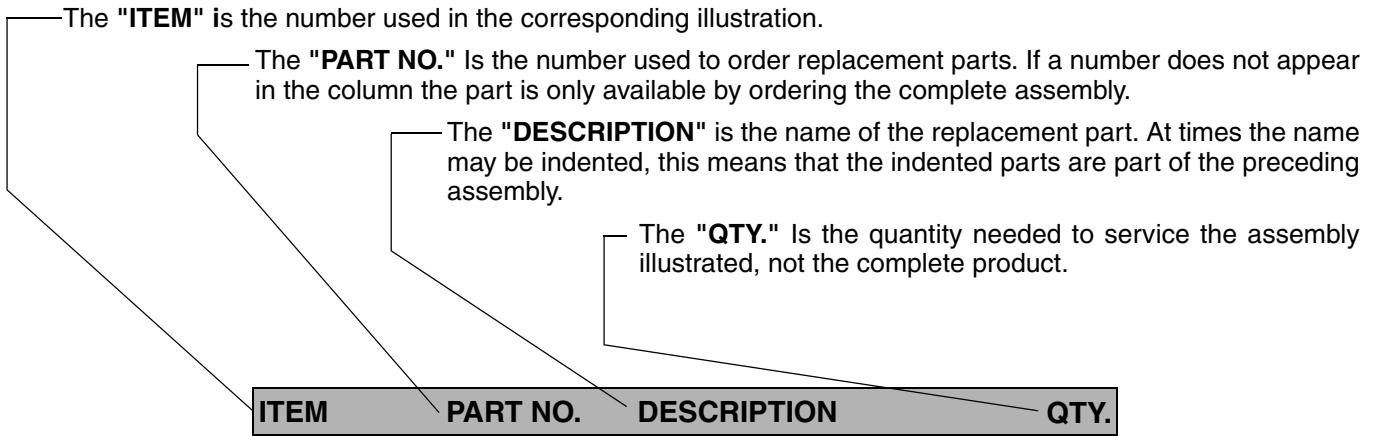 The "ITEM" is the number used in the corresponding illustration.
The "PART NO." Is the number used to order replacement parts. If a number does not appear
in the column the part is only available by ordering the complete assembly.
The "DESCRIPTION" is the name of the replacement part. At times the name
may be indented, this means that the indented parts are part of the preceding
assembly.
The "QTY." Is the quantity needed to service the assembly
illustrated, not the complete product.
ITEM PART NO. DESCRIPTION QTY.